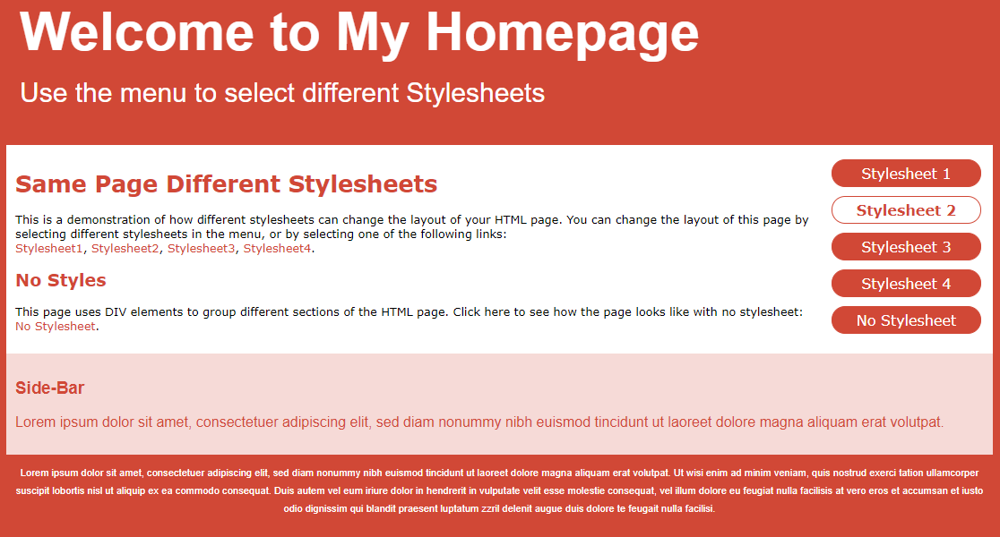 Welcome to My Homepage
Use the menu to select different Stylesheets
Same Page Different Stylesheets
This is a demonstration of how different stylesheets can change the layout of your HTML page. You can change the layout of this page by
selecting different stylesheets in the menu, or by selecting one of the following links:
Stylesheet1, Stylesheet2, Stylesheet3, Stylesheet4.
No Styles
This page uses DIV elements to group different sections of the HTML page. Click here to see how the page looks like with no stylesheet:
No Stylesheet.
Stylesheet 1
Stylesheet 2
Stylesheet 3
Stylesheet 4
No Stylesheet
Side-Bar
Lorem ipsum dolor sit amet, consectetuer adipiscing elit, sed diam nonummy nibh euismod tincidunt ut laoreet dolore magna aliquam erat volutpat.
Lorem ipsum dolor sit amet, consectetuer adipiscing elit, sed diam nonummy nibh euismod tincidunt ut laoreet dolore magna aliquam erat volutpat. Ut wisi enim ad minim veniam, quis nostrud exerci tation ullamcorper
suscipit lobortis nisl ut aliquip ex ea commodo consequat. Duis autem vel eum iriure dolor in hendrerit in vulputate velit esse molestie consequat, vel illum dolore eu feugiat nulla facilisis at vero eros et accumsan et iusto
odio dignissim qui blandit praesent luptatum zzril delenit augue duis dolore te feugait nulla facilisi.